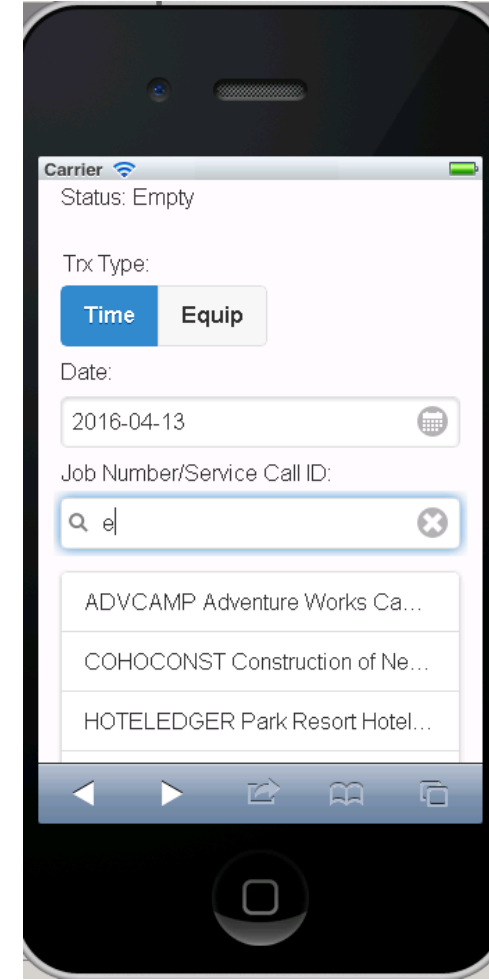 Carrier
Status: Empty
Trx Type:
Time Equip
Date:
2016-04-13
Job Number/Service Call ID:
e
ADVCAMP Adventure Works Ca...
COHOCONST Construction of Ne...
HOTELEDGER Park Resort Hotel...